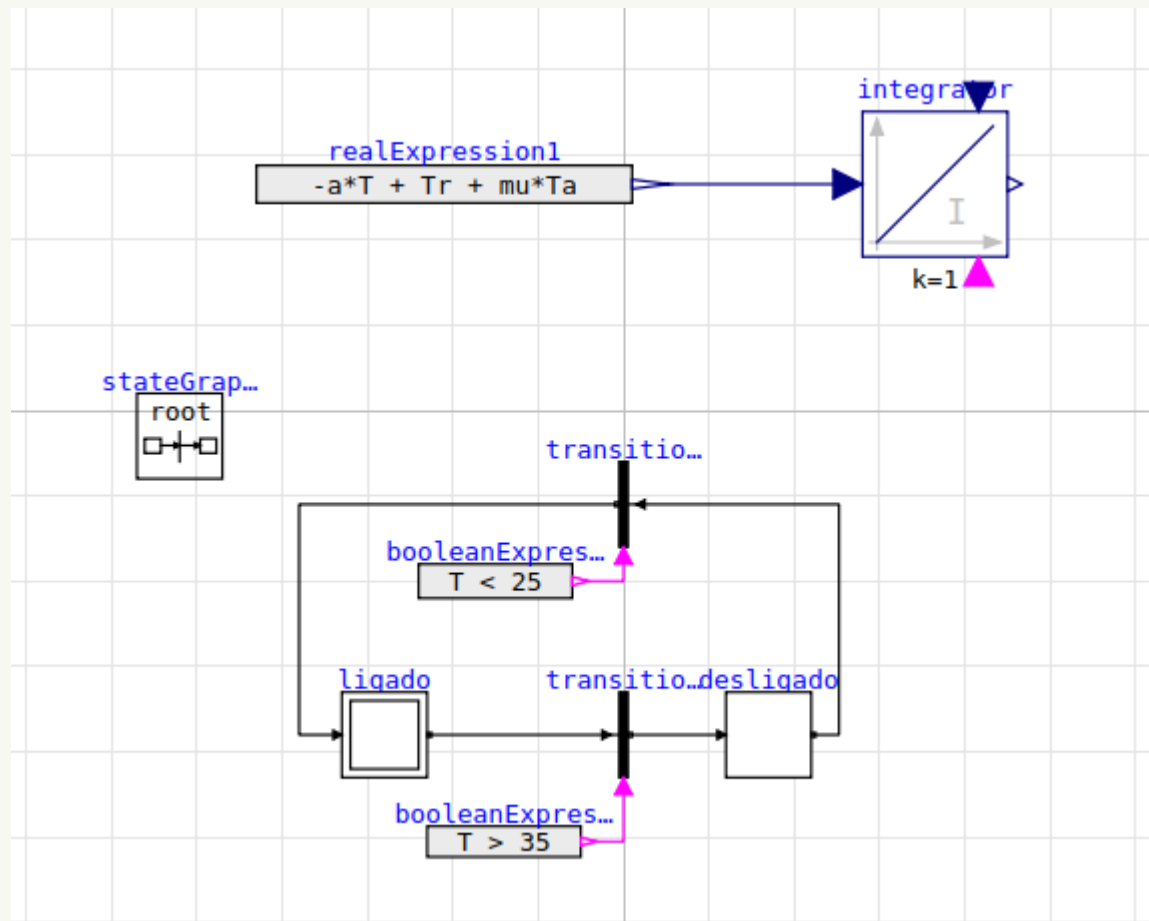 integrator
realExpression1
-a*T + Tr + mu*Ta
I
k=1
stateGrap…
root
transitio…
booleanExpres…
T < 25
ligado
transitio…
desligado
booleanExpres…
T > 35